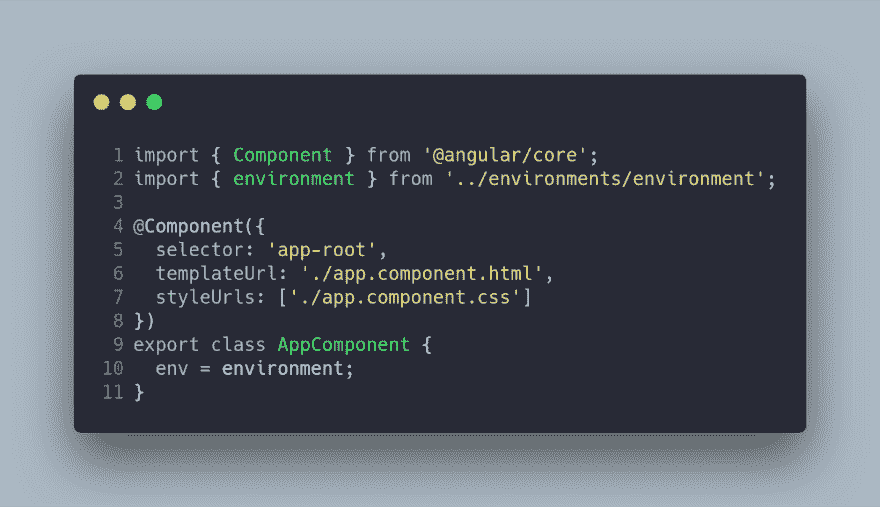 1 import { Component } from '@angular/core';
2 import { environment } from '../environments/environment';
3
4 @Component({
5   selector: 'app-root',
6   templateUrl: './app.component.html',
7   styleUrls: ['./app.component.css']
8 })
9 export class AppComponent {
10   env = environment;
11 }